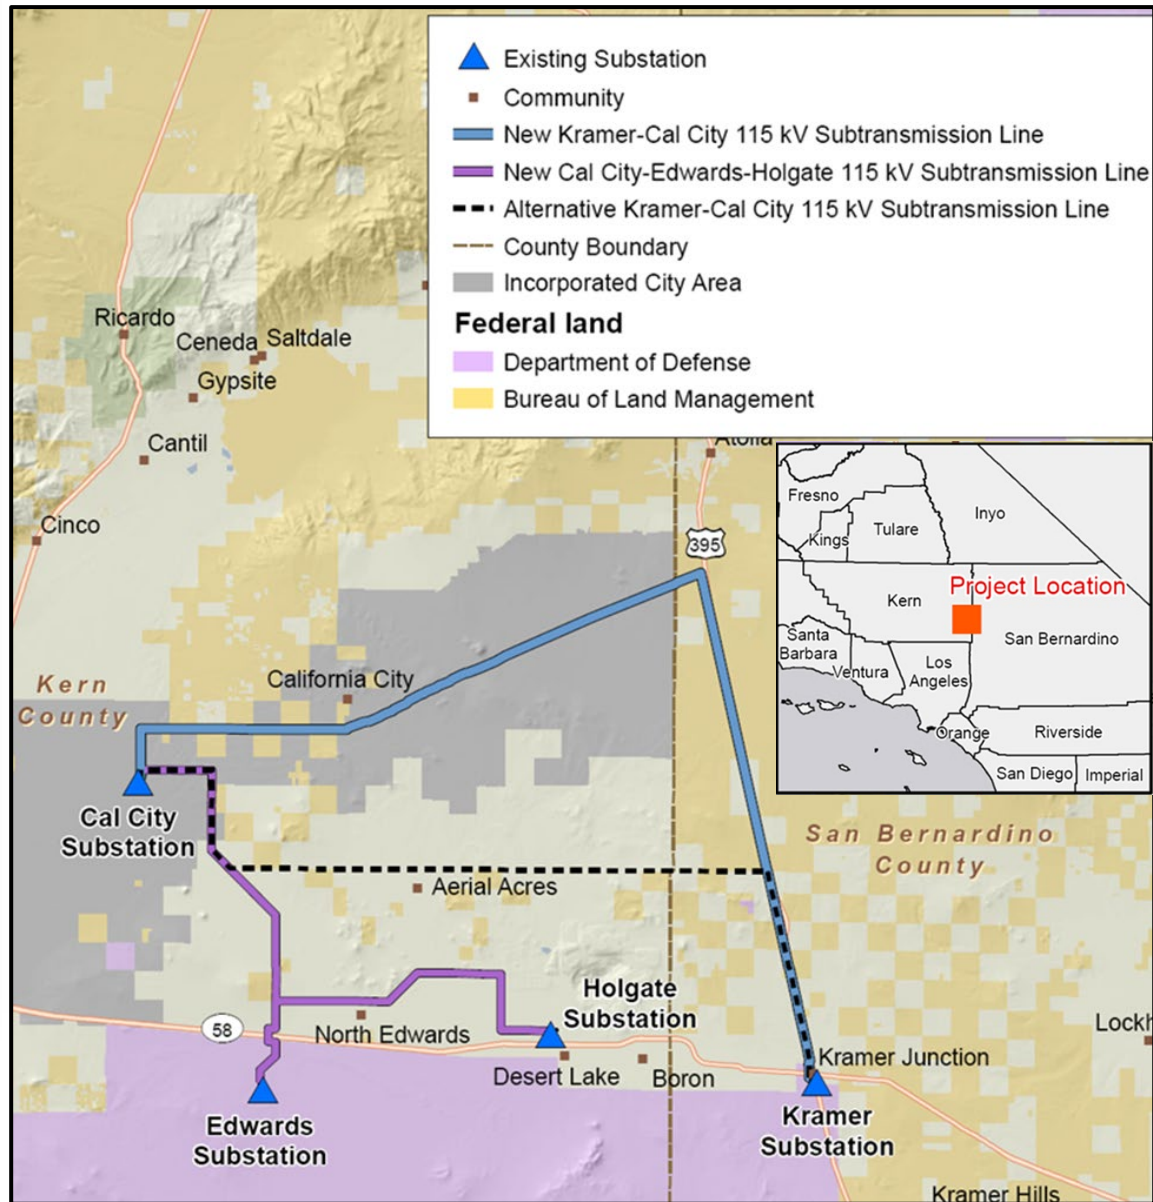 Existing Substation
Community
New Kramer-Cal City 115 kV Subtransmission Line
New Cal City-Edwards-Holgate 115 kV Subtransmission Line
Alternative Kramer-Cal City 115 kV Subtransmission Line
County Boundary
Incorporated City Area
Federal land
Department of Defense
Bureau of Land Management
Ricardo
Ceneda
Saltdale
Gypsite
Cantil
Cinco
395
Fresno
Kings
Tulare
Inyo
Kern
Project Location
Santa
Barbara
Ventura
Los
Angeles
San Bernardino
Orange
Riverside
San Diego
Imperial
Kern
County
California City
Cal City
Substation
San Bernardino
County
Aerial Acres
Holgate
Substation
58
North Edwards
Desert Lake
Boron
Kramer Junction
Edwards
Substation
Kramer
Substation
Kramer Hills